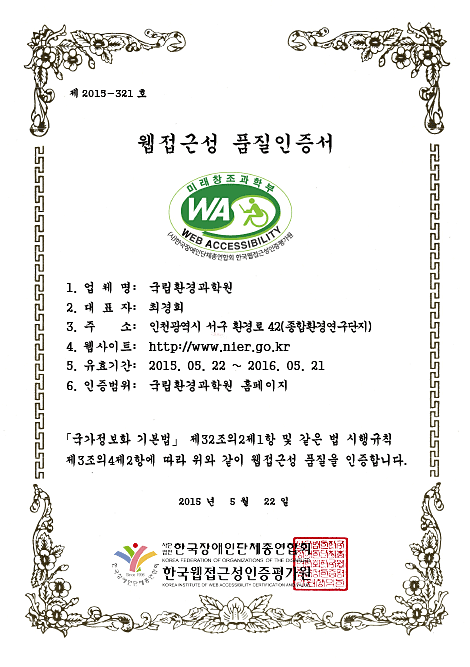 제 2015-321 호
웹접근성 품질인증서
미래창조과학부
WA
WEB ACCESSIBILITY
(사)한국장애인단체총연합회 한국웹접근성인증평가원
1. 업 체 명: 국립환경과학원
2. 대 표 자: 최경희
3. 주 소: 인천광역시 서구 환경로 42(종합환경연구단지)
4. 웹사이트: http://www.nier.go.kr
5. 유효기간: 2015. 05. 22 ~ 2016. 05. 21
6. 인증범위: 국립환경과학원 홈페이지
「국가정보화 기본법」 제32조의2제1항 및 같은 법 시행규칙
제3조의4제2항에 따라 위와 같이 웹접근성 품질을 인증합니다.
2015 년 5 월 22 일
사단법인 한국장애인단체총연합회
KOREA FEDERATION OF ORGANIZATIONS OF THE
한국웹접근성인증평가원
KOREA INSTITUTE OF WEB ACCESSIBILITY CERTIFICATION AND